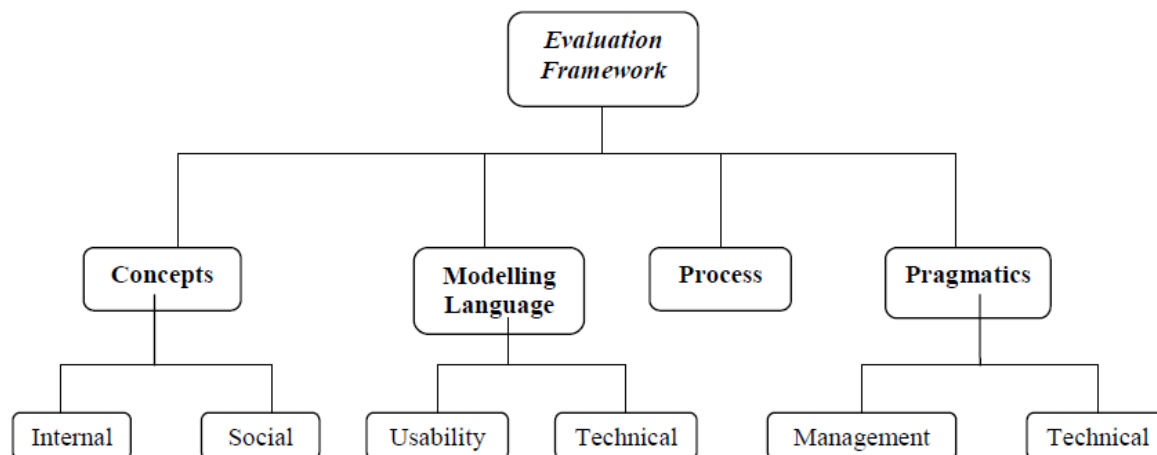 Evaluation
Framework
Concepts
Modelling
Language
Process
Pragmatics
Internal
Social
Usability
Technical
Management
Technical